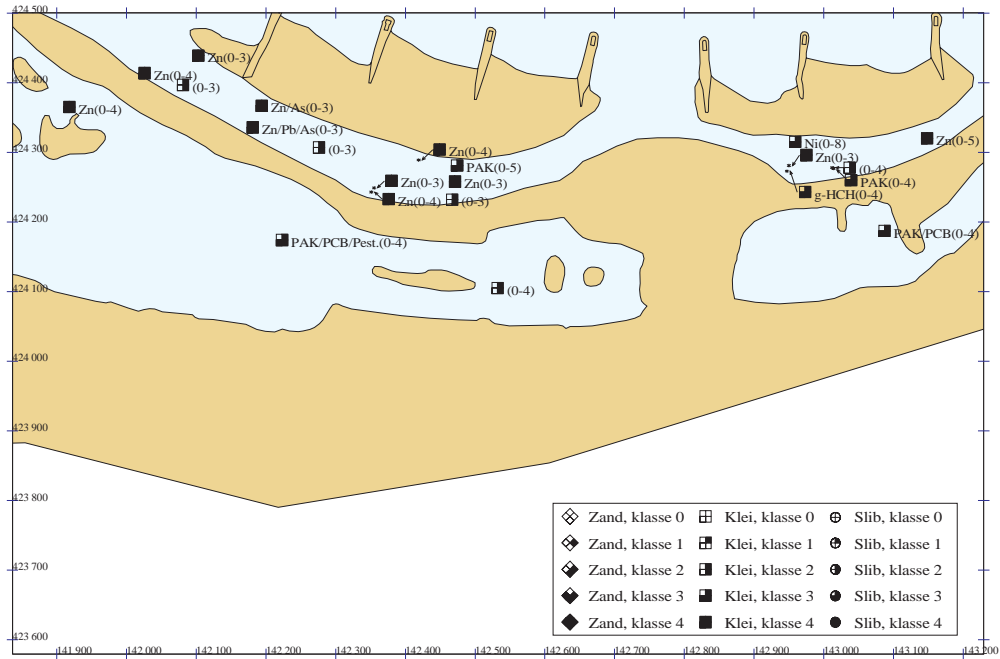 424 500
Zn(0-3)
424 400
Zn(0-4)
(0-3)
Zn(0-4)
Zn/As(0-3)
Zn/Pb/As(0-3)
424 300
(0-3)
Zn(0-4)
PAK(0-5)
Zn(0-3)
Zn(0-3)
Zn(0-4)
(0-3)
Ni(0-8)
Zn(0-3)
(0-4)
PAK(0-4)
g-HCH(0-4)
Zn(0-5)
424 200
PAK/PCB/Pest.(0-4)
PAK/PCB(0-4)
424 100
(0-4)
424 000
423 900
423 800
423 700
423 600
Zand, klasse 0 Klei, klasse 0 Slib, klasse 0
Zand, klasse 1 Klei, klasse 1 Slib, klasse 1
Zand, klasse 2 Klei, klasse 2 Slib, klasse 2
Zand, klasse 3 Klei, klasse 3 Slib, klasse 3
Zand, klasse 4 Klei, klasse 4 Slib, klasse 4
141.900 142.000 142.100 142.200 142.300 142.400 142.500 142.600 142.700 142.800 142.900 143.000 143.100 143.200